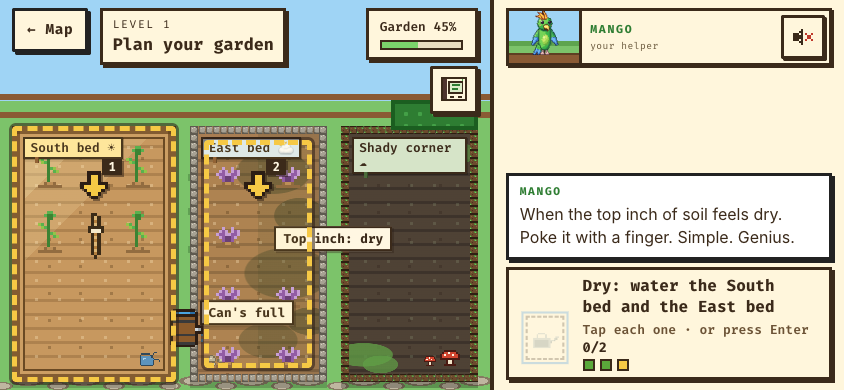 ← Map
LEVEL 1
Plan your garden
Garden 45%
South bed ☀
1
East bed
2
Shady corner
Top inch: dry
Can's full
MANGO
your helper
MANGO
When the top inch of soil feels dry.
Poke it with a finger. Simple. Genius.
Dry: water the South
bed and the East bed
Tap each one · or press Enter
0/2